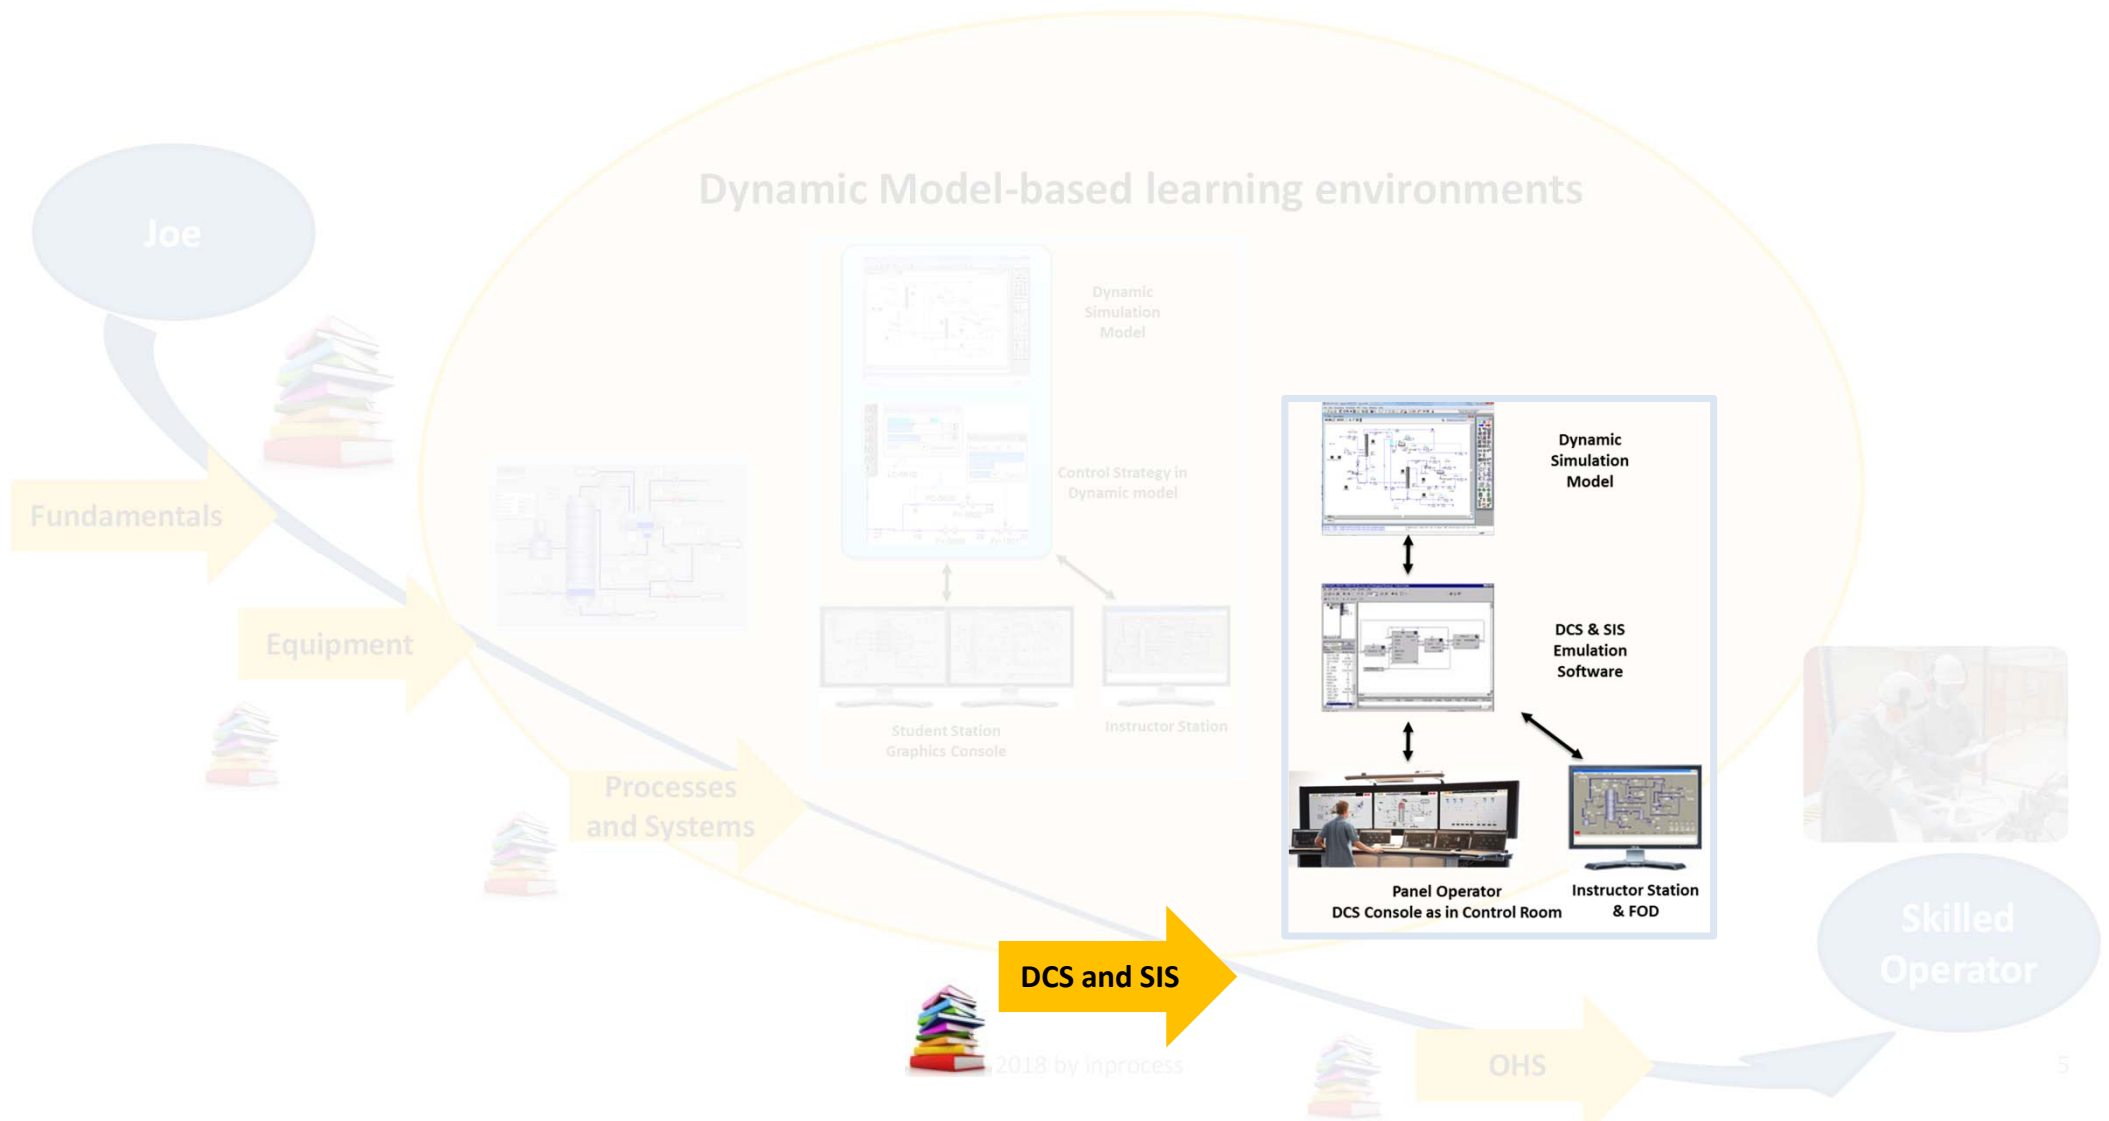 Dynamic Model-based learning environments
Joe
Dynamic
Simulation
Model
Control Strategy in
Dynamic model
Fundamentals
Equipment
Student Station
Graphics Console
Instructor Station
Processes
and Systems
Dynamic
Simulation
Model
DCS & SIS
Emulation
Software
Panel Operator
DCS Console as in Control Room
Instructor Station
& FOD
DCS and SIS
Skilled
Operator
OHS
2018 by inprocess
5